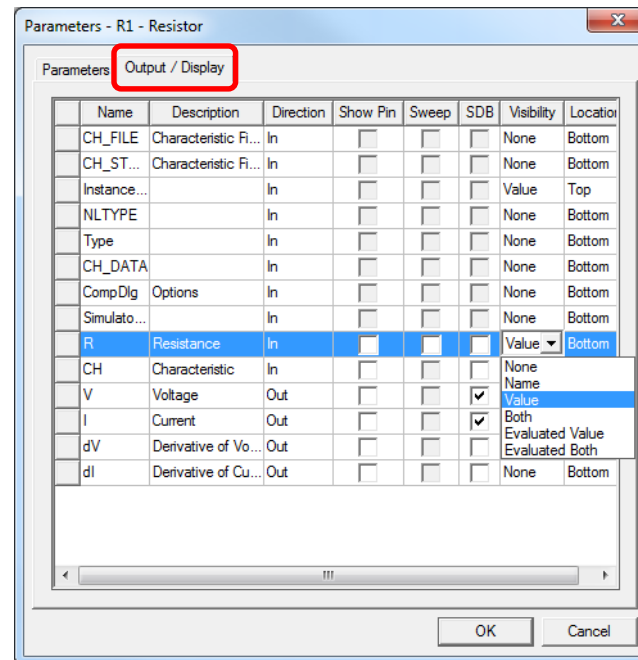 Parameters - R1 - Resistor
Parameters Output / Display
Name Description Direction Show Pin Sweep SDB Visibility Location
CH_FILE Characteristic Fi... In None Bottom
CH_ST... Characteristic Fi... In None Bottom
Instance... In Value Top
NLTYPE In None Bottom
Type In None Bottom
CH_DATA In None Bottom
CompDlg Options In None Bottom
Simulato... In None Bottom
R Resistance In Value Bottom
CH Characteristic In None
Name
V Voltage Out Value
I Current Out Both
Evaluated Value
dV Derivative of Vo... Out Evaluated Both
dI Derivative of Cu... Out None Bottom
OK Cancel